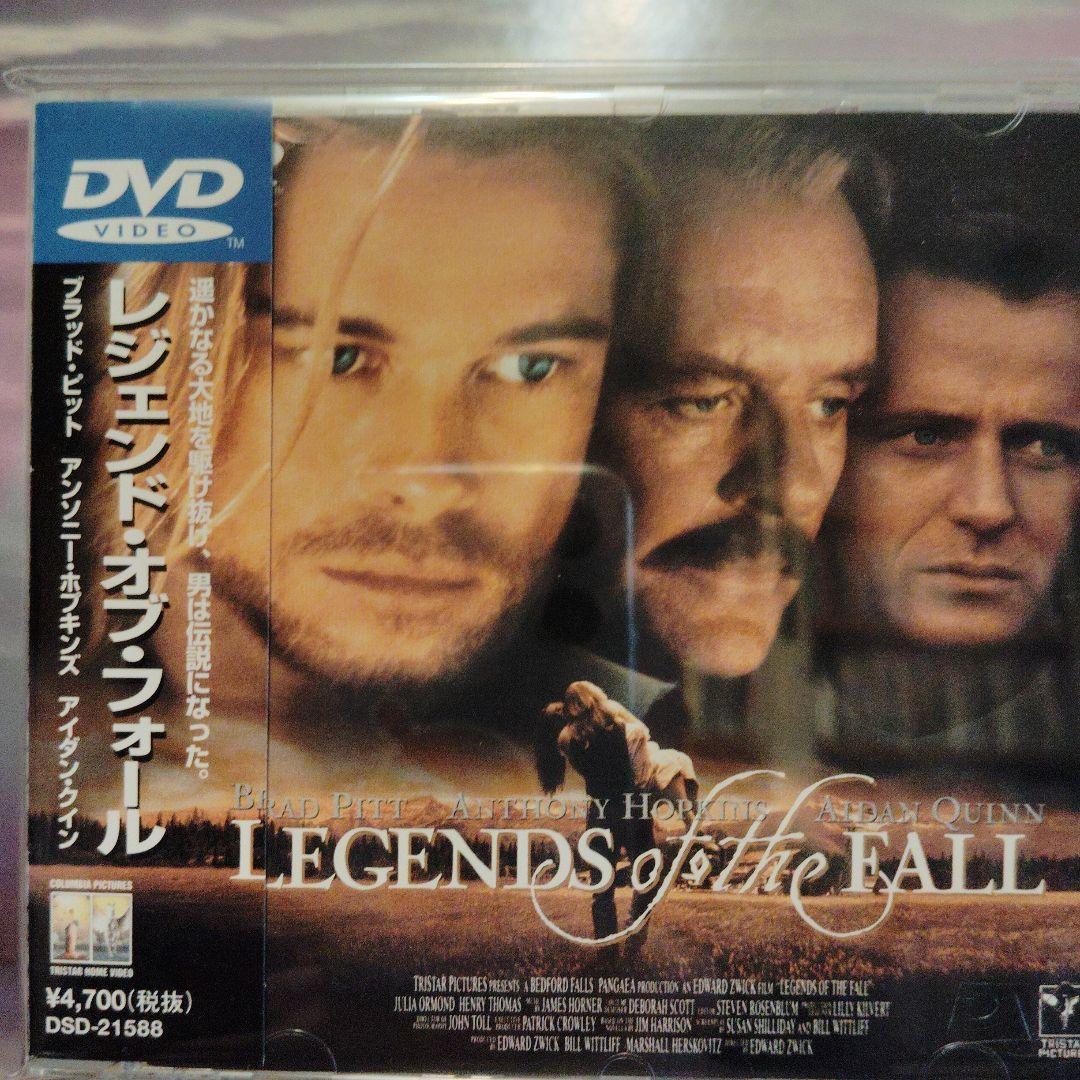 DVD
VIDEO
TM
遥かなる大地を駆け抜け、男は伝説になった。
レジェンド・オブ・フォール
ブラッド・ピット アンソニー・ホプキンズ アイダン・クイン
COLUMBIA PICTURES
TRISTAR HOME VIDEO
¥4,700(税抜)
DSD-21588
BRAD PITT ANTHONY HOPKINS AIDAN QUINN
LEGENDS of the FALL
TRISTAR PICTURES PRESENTS A BEDFORD FALLS PANGAEA PRODUCTION AN EDWARD ZWICK FILM "LEGENDS OF THE FALL"
JULIA ORMOND HENRY THOMAS JAMES HORNER DEBORAH SCOTT STEVEN ROSENBLUM LILLY KILVERT
JOHN TOLL PATRICK CROWLEY JIM HARRISON SUSAN SHILLIDAY AND BILL WITTLIFF
EDWARD ZWICK BILL WITTLIFF MARSHALL HERSKOVITZ EDWARD ZWICK
TRISTAR
PICTURES